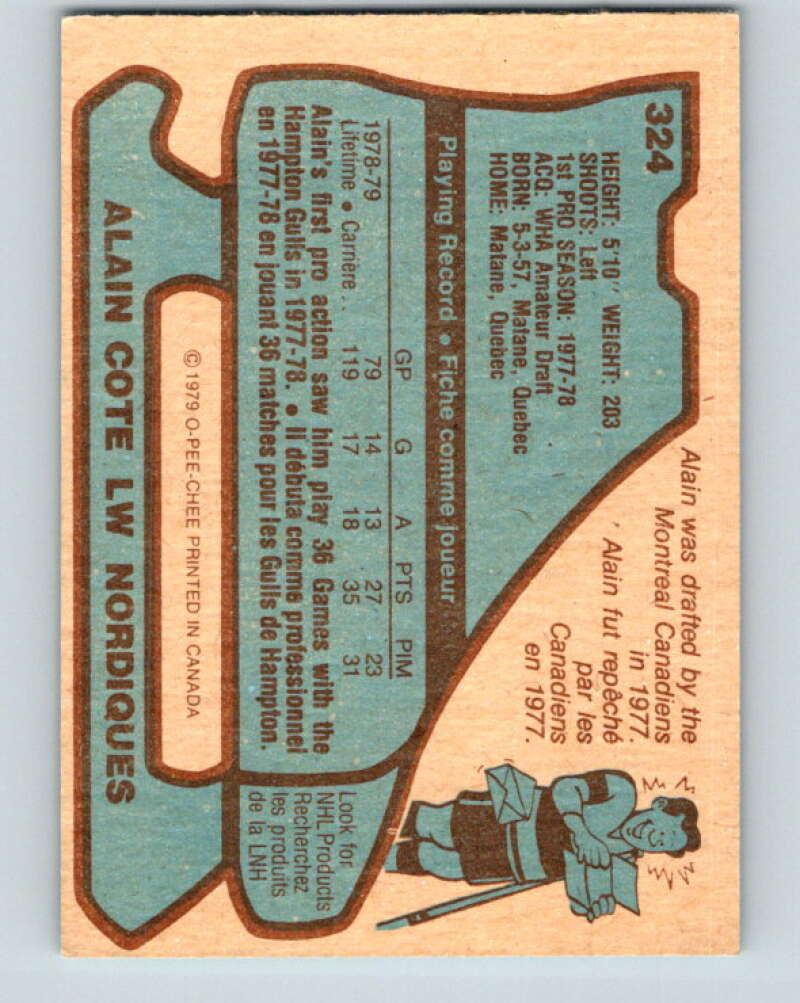 324
HEIGHT: 5'10" WEIGHT: 203
SHOOTS: Left
1st PRO SEASON: 1977-78
ACQ: WHA Amateur Draft
BORN: 5-3-57, Matane, Quebec
HOME: Matane, Quebec
Alain was drafted by the
Montreal Canadiens
in 1977.
Alain fut repêché
par les
Canadiens
en 1977.
Playing Record • Fiche comme joueur
GP G A PTS PIM
1978-79 79 14 13 27 23
Lifetime • Carrière . . 119 17 18 35 31
Alain's first pro action saw him play 36 Games with the
Hampton Gulls in 1977-78. • Il débuta comme professionnel
en 1977-78 en jouant 36 matches pour les Gulls de Hampton.
Look for
NHL Products
Recherchez
les produits
de la LNH
© 1979 O-PEE-CHEE PRINTED IN CANADA
ALAIN COTE LW NORDIQUES